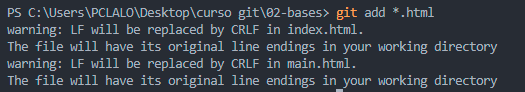 PS C:\Users\PCLALO\Desktop\curso git\02-bases> git add *.html
warning: LF will be replaced by CRLF in index.html.
The file will have its original line endings in your working directory
warning: LF will be replaced by CRLF in main.html.
The file will have its original line endings in your working directory